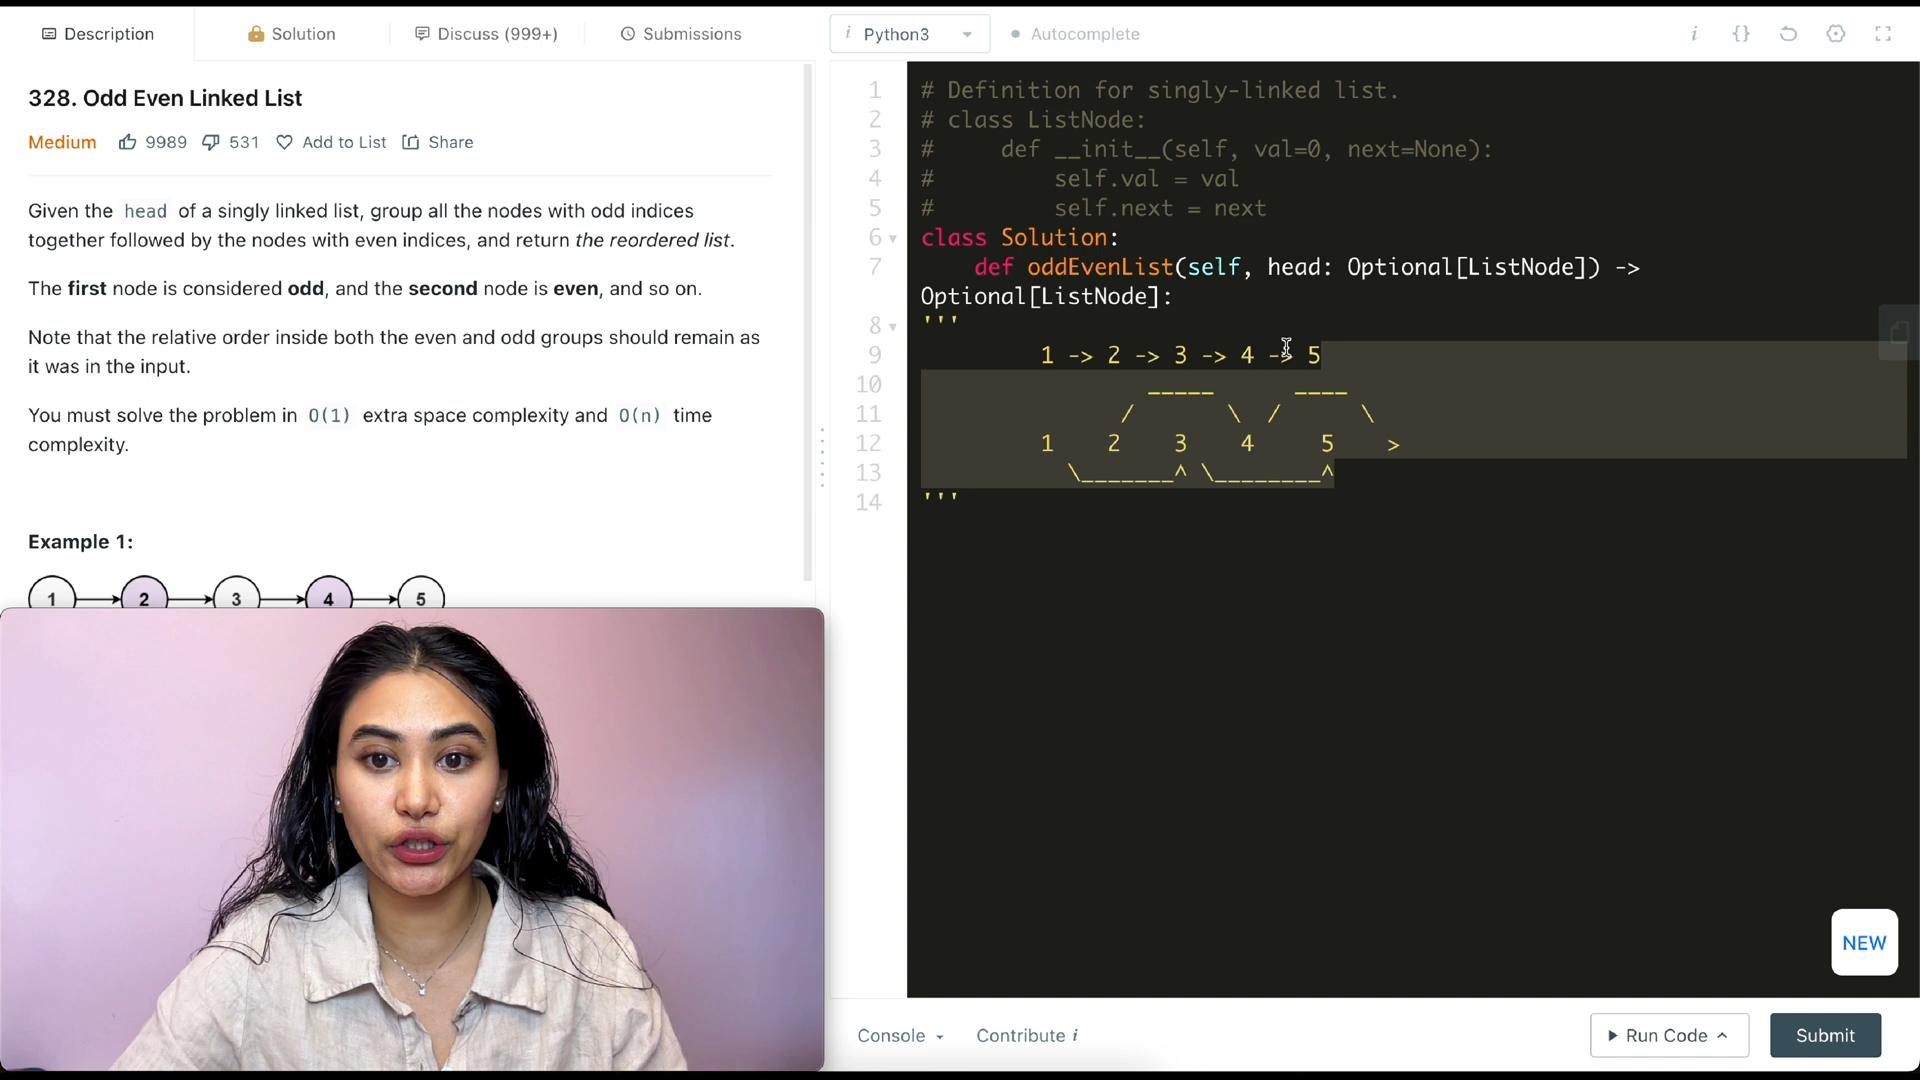 Description
Solution
Discuss (999+)
Submissions
328. Odd Even Linked List
Medium 9989 531 Add to List Share
Given the head of a singly linked list, group all the nodes with odd indices
together followed by the nodes with even indices, and return the reordered list.
The first node is considered odd, and the second node is even, and so on.
Note that the relative order inside both the even and odd groups should remain as
it was in the input.
You must solve the problem in O(1) extra space complexity and O(n) time
complexity.
Example 1:
1 2 3 4 5
i Python3
Autocomplete
i {}
1 # Definition for singly-linked list.
2 # class ListNode:
3 #     def __init__(self, val=0, next=None):
4 #         self.val = val
5 #         self.next = next
6 class Solution:
7     def oddEvenList(self, head: Optional[ListNode]) ->
Optional[ListNode]:
8 '''
9         1 -> 2 -> 3 -> 4 -> 5
10                 _____      ____
11               /       \  /      \
12         1    2    3    4     5    >
13           \_______^ \________^
14 '''
NEW
Console
Contribute i
Run Code
Submit